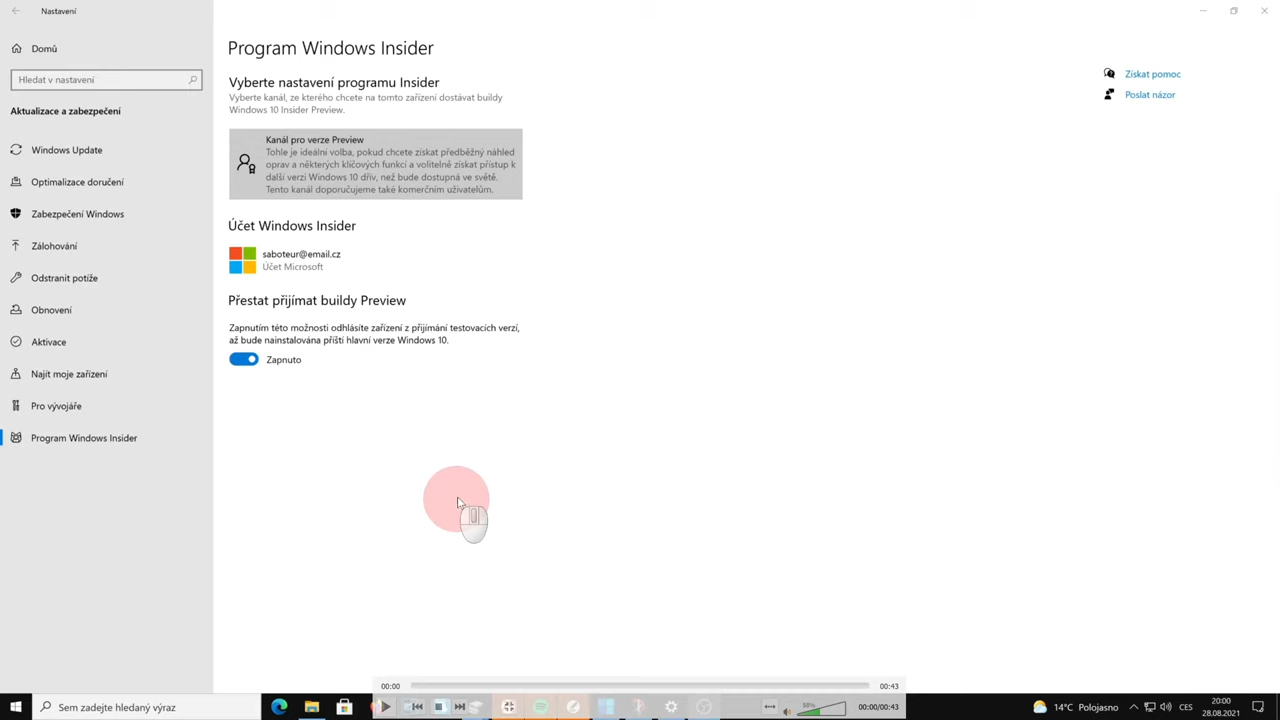 Nastavení
Domů
Hledat v nastavení
Aktualizace a zabezpečení
Windows Update
Optimalizace doručení
Zabezpečení Windows
Zálohování
Odstranit potíže
Obnovení
Aktivace
Najít moje zařízení
Pro vývojáře
Program Windows Insider
Program Windows Insider
Vyberte nastavení programu Insider
Vyberte kanál, ze kterého chcete na tomto zařízení dostávat buildy
Windows 10 Insider Preview.
Kanál pro verze Preview
Tohle je ideální volba, pokud chcete získat předběžný náhled
oprav a některých klíčových funkcí a volitelně získat přístup k
další verzi Windows 10 dřív, než bude dostupná ve světě.
Tento kanál doporučujeme také komerčním uživatelům.
Účet Windows Insider
saboteur@email.cz
Účet Microsoft
Přestat přijímat buildy Preview
Zapnutím této možnosti odhlásíte zařízení z přijímání testovacích verzí,
až bude nainstalována příští hlavní verze Windows 10.
Zapnuto
Získat pomoc
Poslat názor
00:00
00:43
Sem zadejte hledaný výraz
98%
00:00/00:43
14°C Polojasno
CES
20:00
28.08.2021